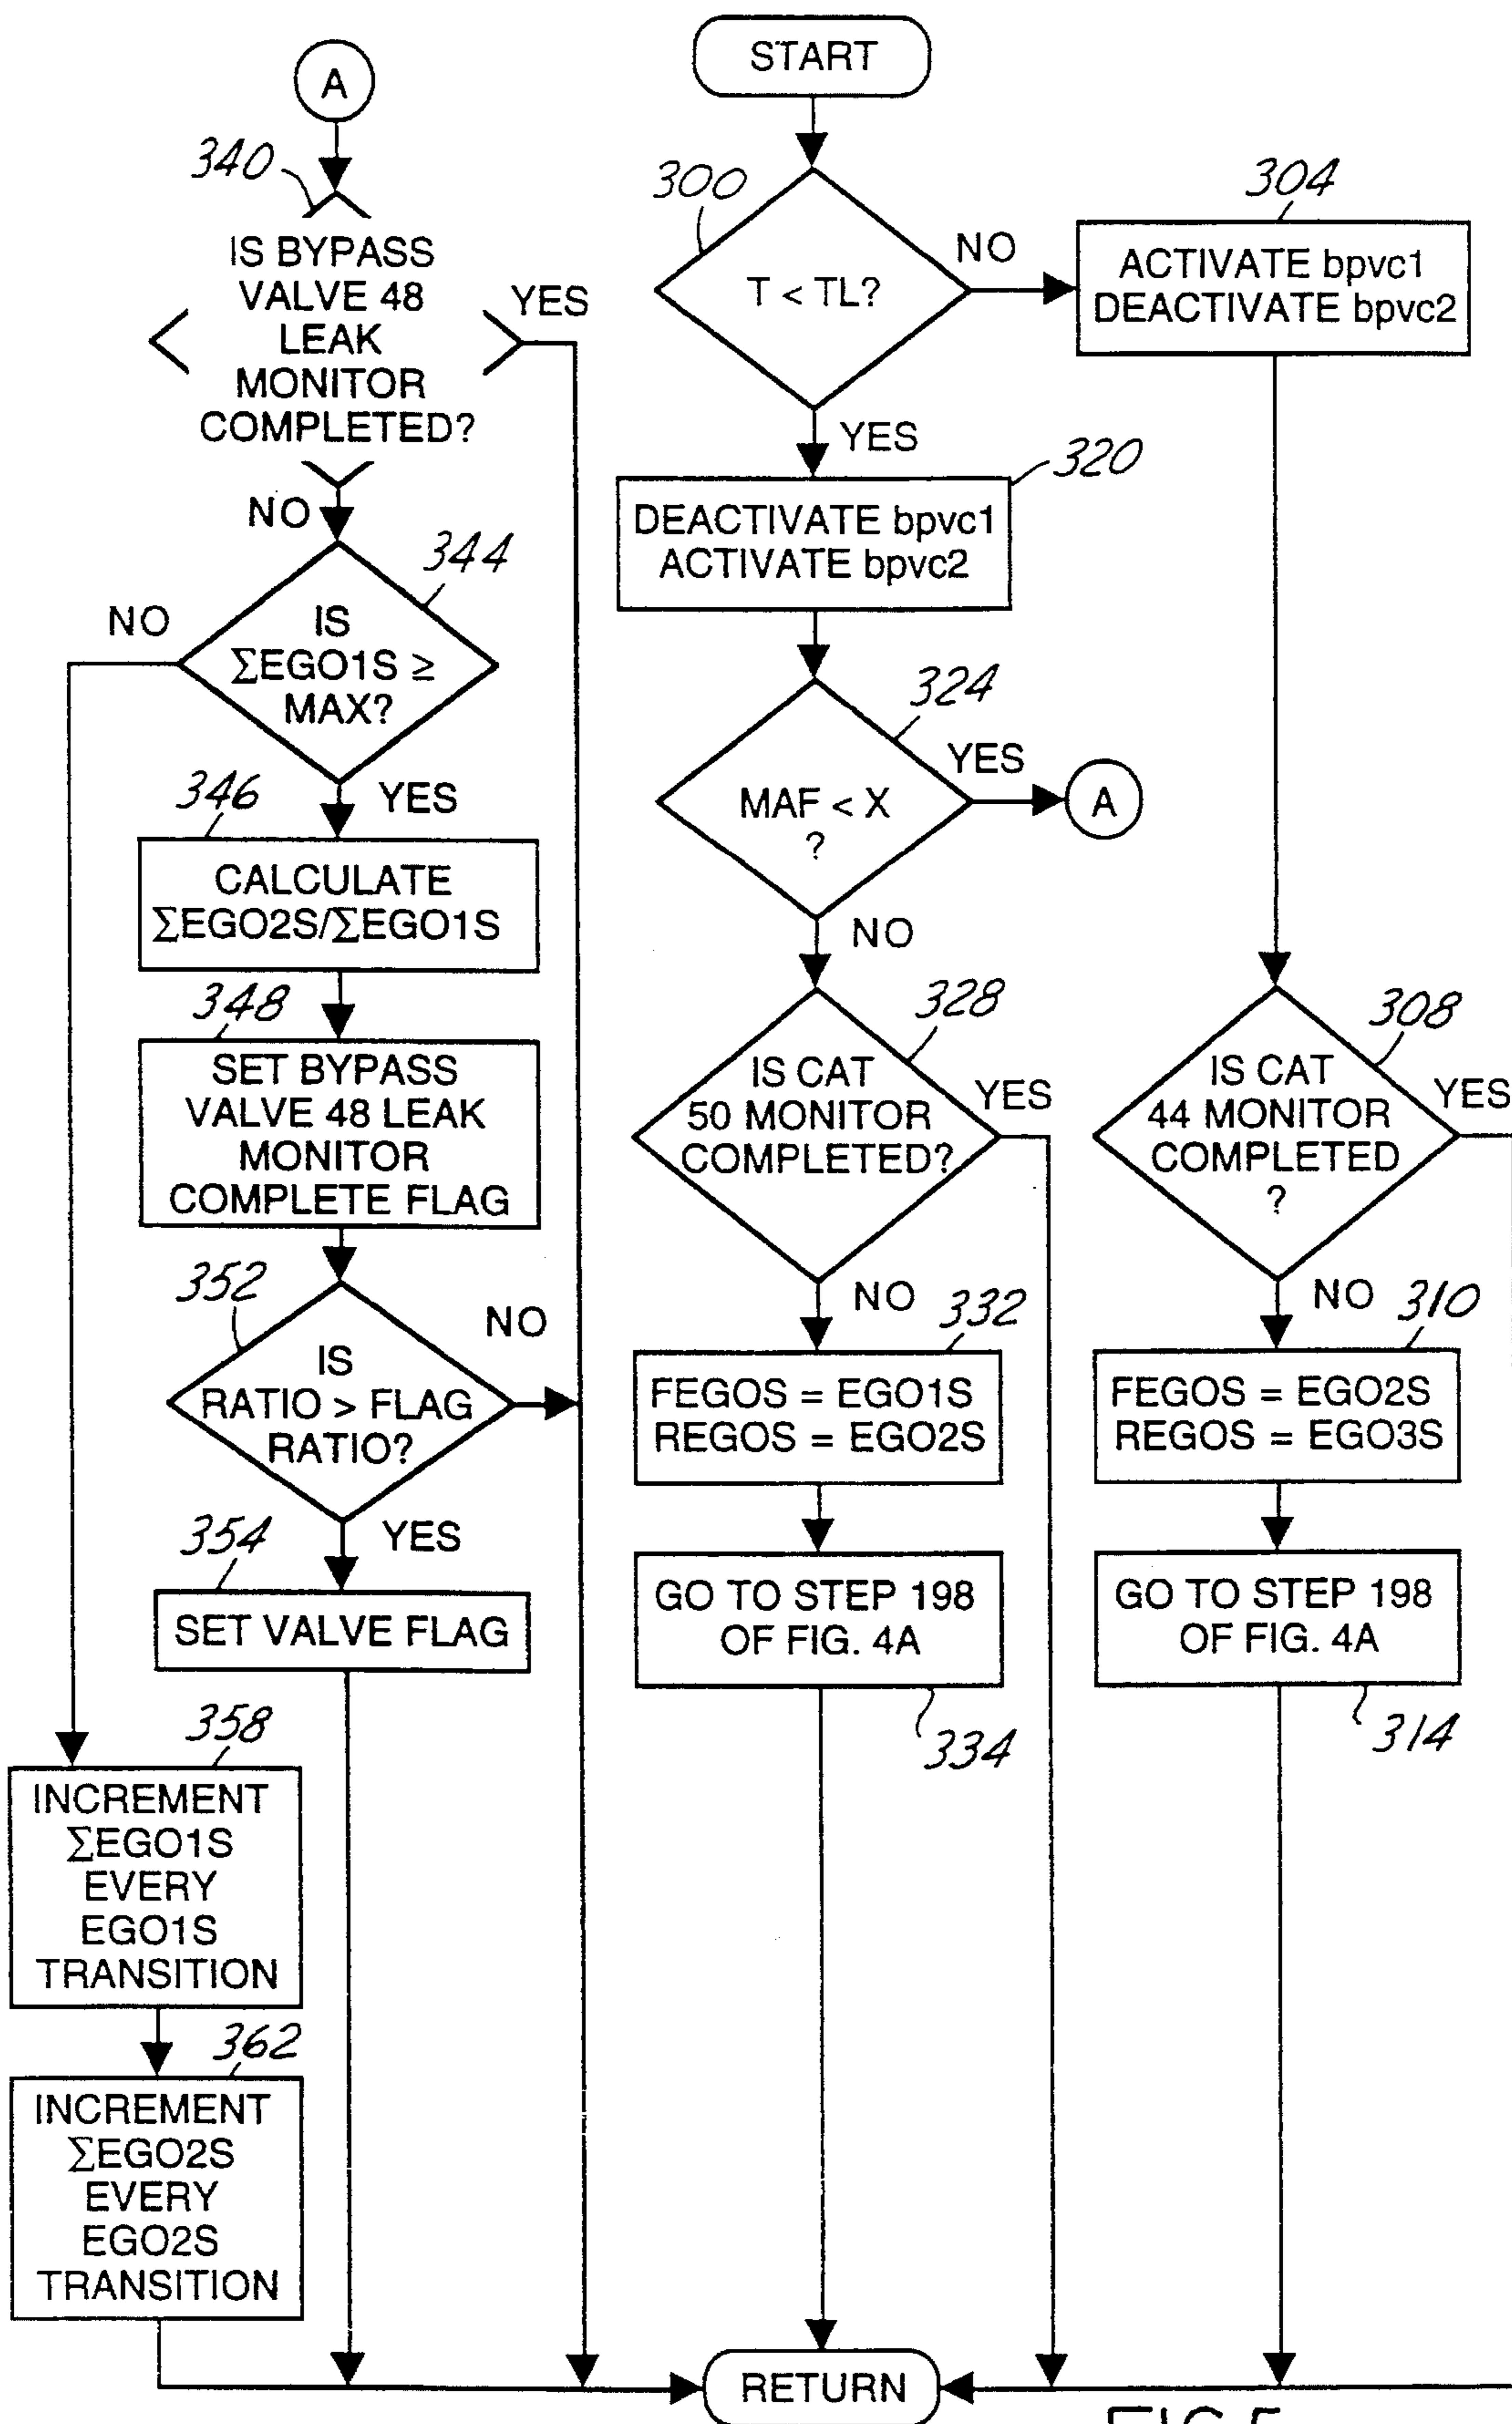 A
340
IS BYPASS
VALVE 48
LEAK
MONITOR
COMPLETED?
YES
NO
344
IS
ΣEGO1S ≥
MAX?
NO
YES
346
CALCULATE
ΣEGO2S/ΣEGO1S
348
SET BYPASS
VALVE 48 LEAK
MONITOR
COMPLETE FLAG
352
IS
RATIO > FLAG
RATIO?
NO
YES
354
SET VALVE FLAG
358
INCREMENT
ΣEGO1S
EVERY
EGO1S
TRANSITION
362
INCREMENT
ΣEGO2S
EVERY
EGO2S
TRANSITION
START
300
T < TL?
NO
YES
304
ACTIVATE bpvc1
DEACTIVATE bpvc2
320
DEACTIVATE bpvc1
ACTIVATE bpvc2
324
MAF < X
?
YES
A
NO
328
IS CAT
50 MONITOR
COMPLETED?
YES
NO
332
FEGOS = EGO1S
REGOS = EGO2S
GO TO STEP 198
OF FIG. 4A
334
308
IS CAT
44 MONITOR
COMPLETED
?
YES
NO
310
FEGOS = EGO2S
REGOS = EGO3S
GO TO STEP 198
OF FIG. 4A
314
RETURN
FIG.5